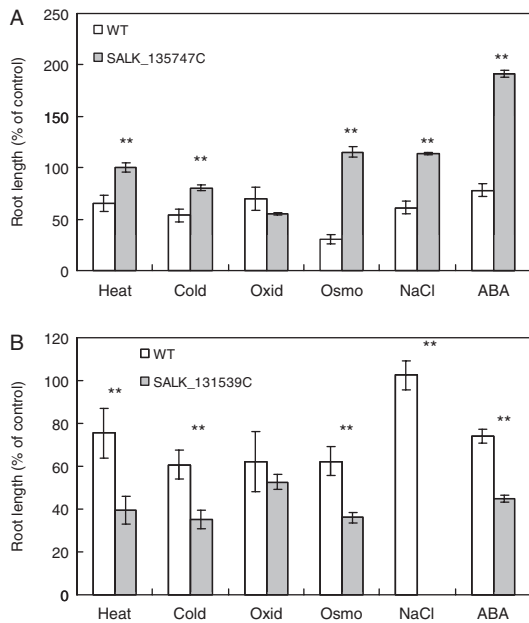 A
WT
SALK_135747C
Root length (% of control)
250
200
150
100
50
0
**
**
**
**
**
Heat Cold Oxid Osmo NaCl ABA
B
WT
SALK_131539C
Root length (% of control)
120
100
80
60
40
20
0
**
**
**
**
**
Heat Cold Oxid Osmo NaCl ABA